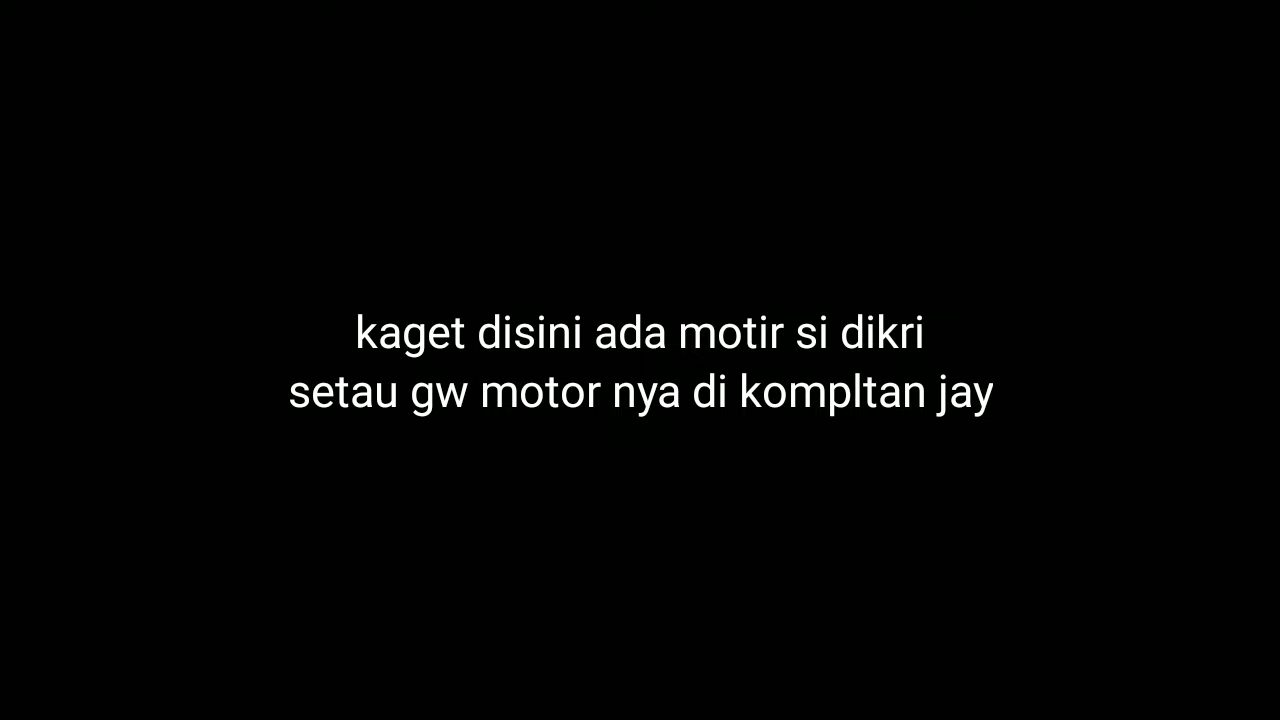 kaget disini ada motir si dikri
setau gw motor nya di kompltan jay